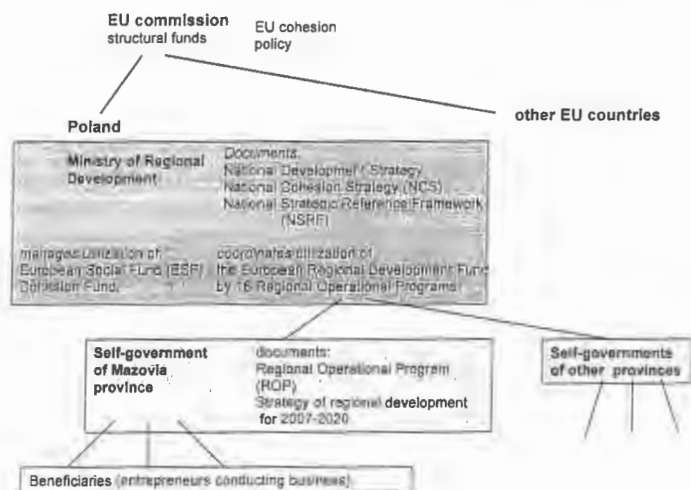 EU commission
structural funds
EU cohesion
policy
other EU countries
Poland
Ministry of Regional
Development
Documents:
National Development Strategy
National Cohesion Strategy (NCS)
National Strategic Reference Framework
(NSRF)
manages utilization of
European Social Fund (ESF)
Cohesion Fund,
coordinates utilization of
the European Regional Development Fund
by 16 Regional Operational Programs
Self-government
of Mazovia
province
documents:
Regional Operational Program
(ROP)
Strategy of regional development
for 2007-2020
Self-governments
of other provinces
Beneficiaries (entrepreneurs conducting business)